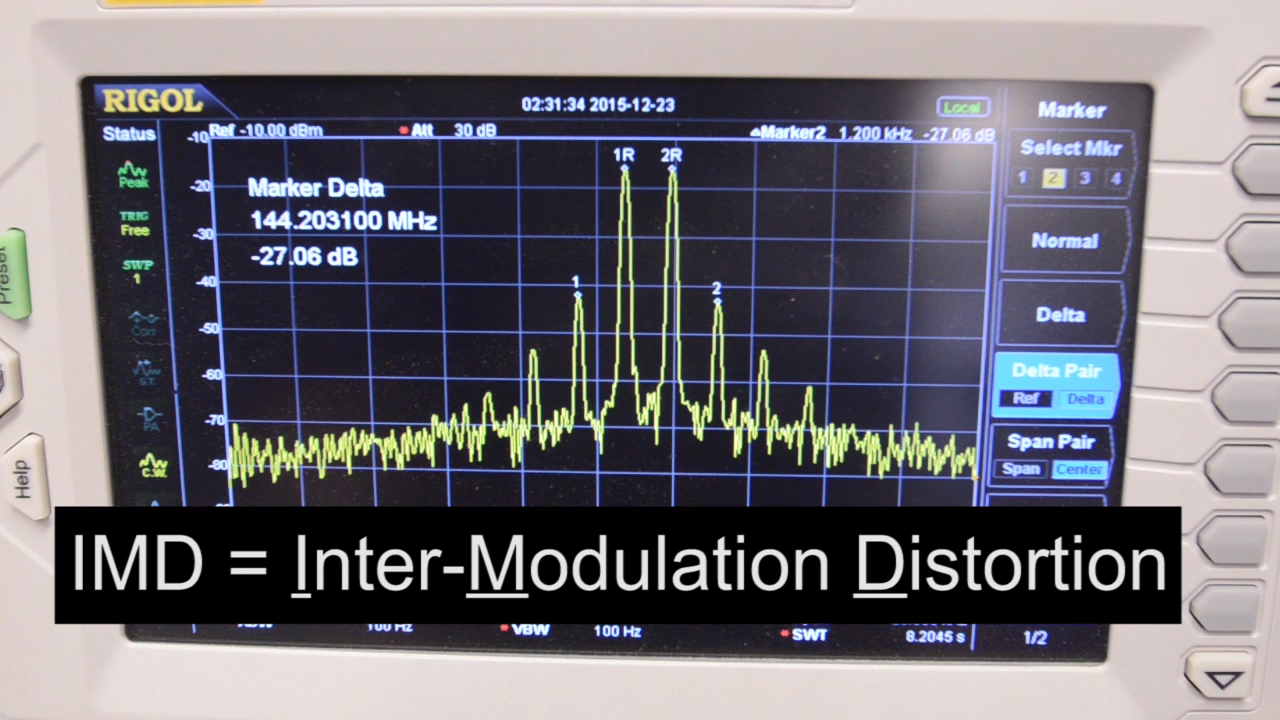 RIGOL
02:31:34 2015-12-23
Local
Marker
Status
Ref -10.00 dBm
Att 30 dB
Marker2 1.200 kHz -27.06 dB
-10
Select Mkr
1 2 3 4
Peak
TRIG
Free
SWP
1
Corr
S.T.
PA
C.W.
1R 2R
Marker Delta
144.203100 MHz
-27.06 dB
-20
-30
-40
-50
-60
-70
-80
1
2
Normal
Delta
Delta Pair
Ref Delta
Span Pair
Span Center
Preset
Help
IMD = Inter-Modulation Distortion
100 Hz
VBW 100 Hz
SWT 8.2045 s
1/2